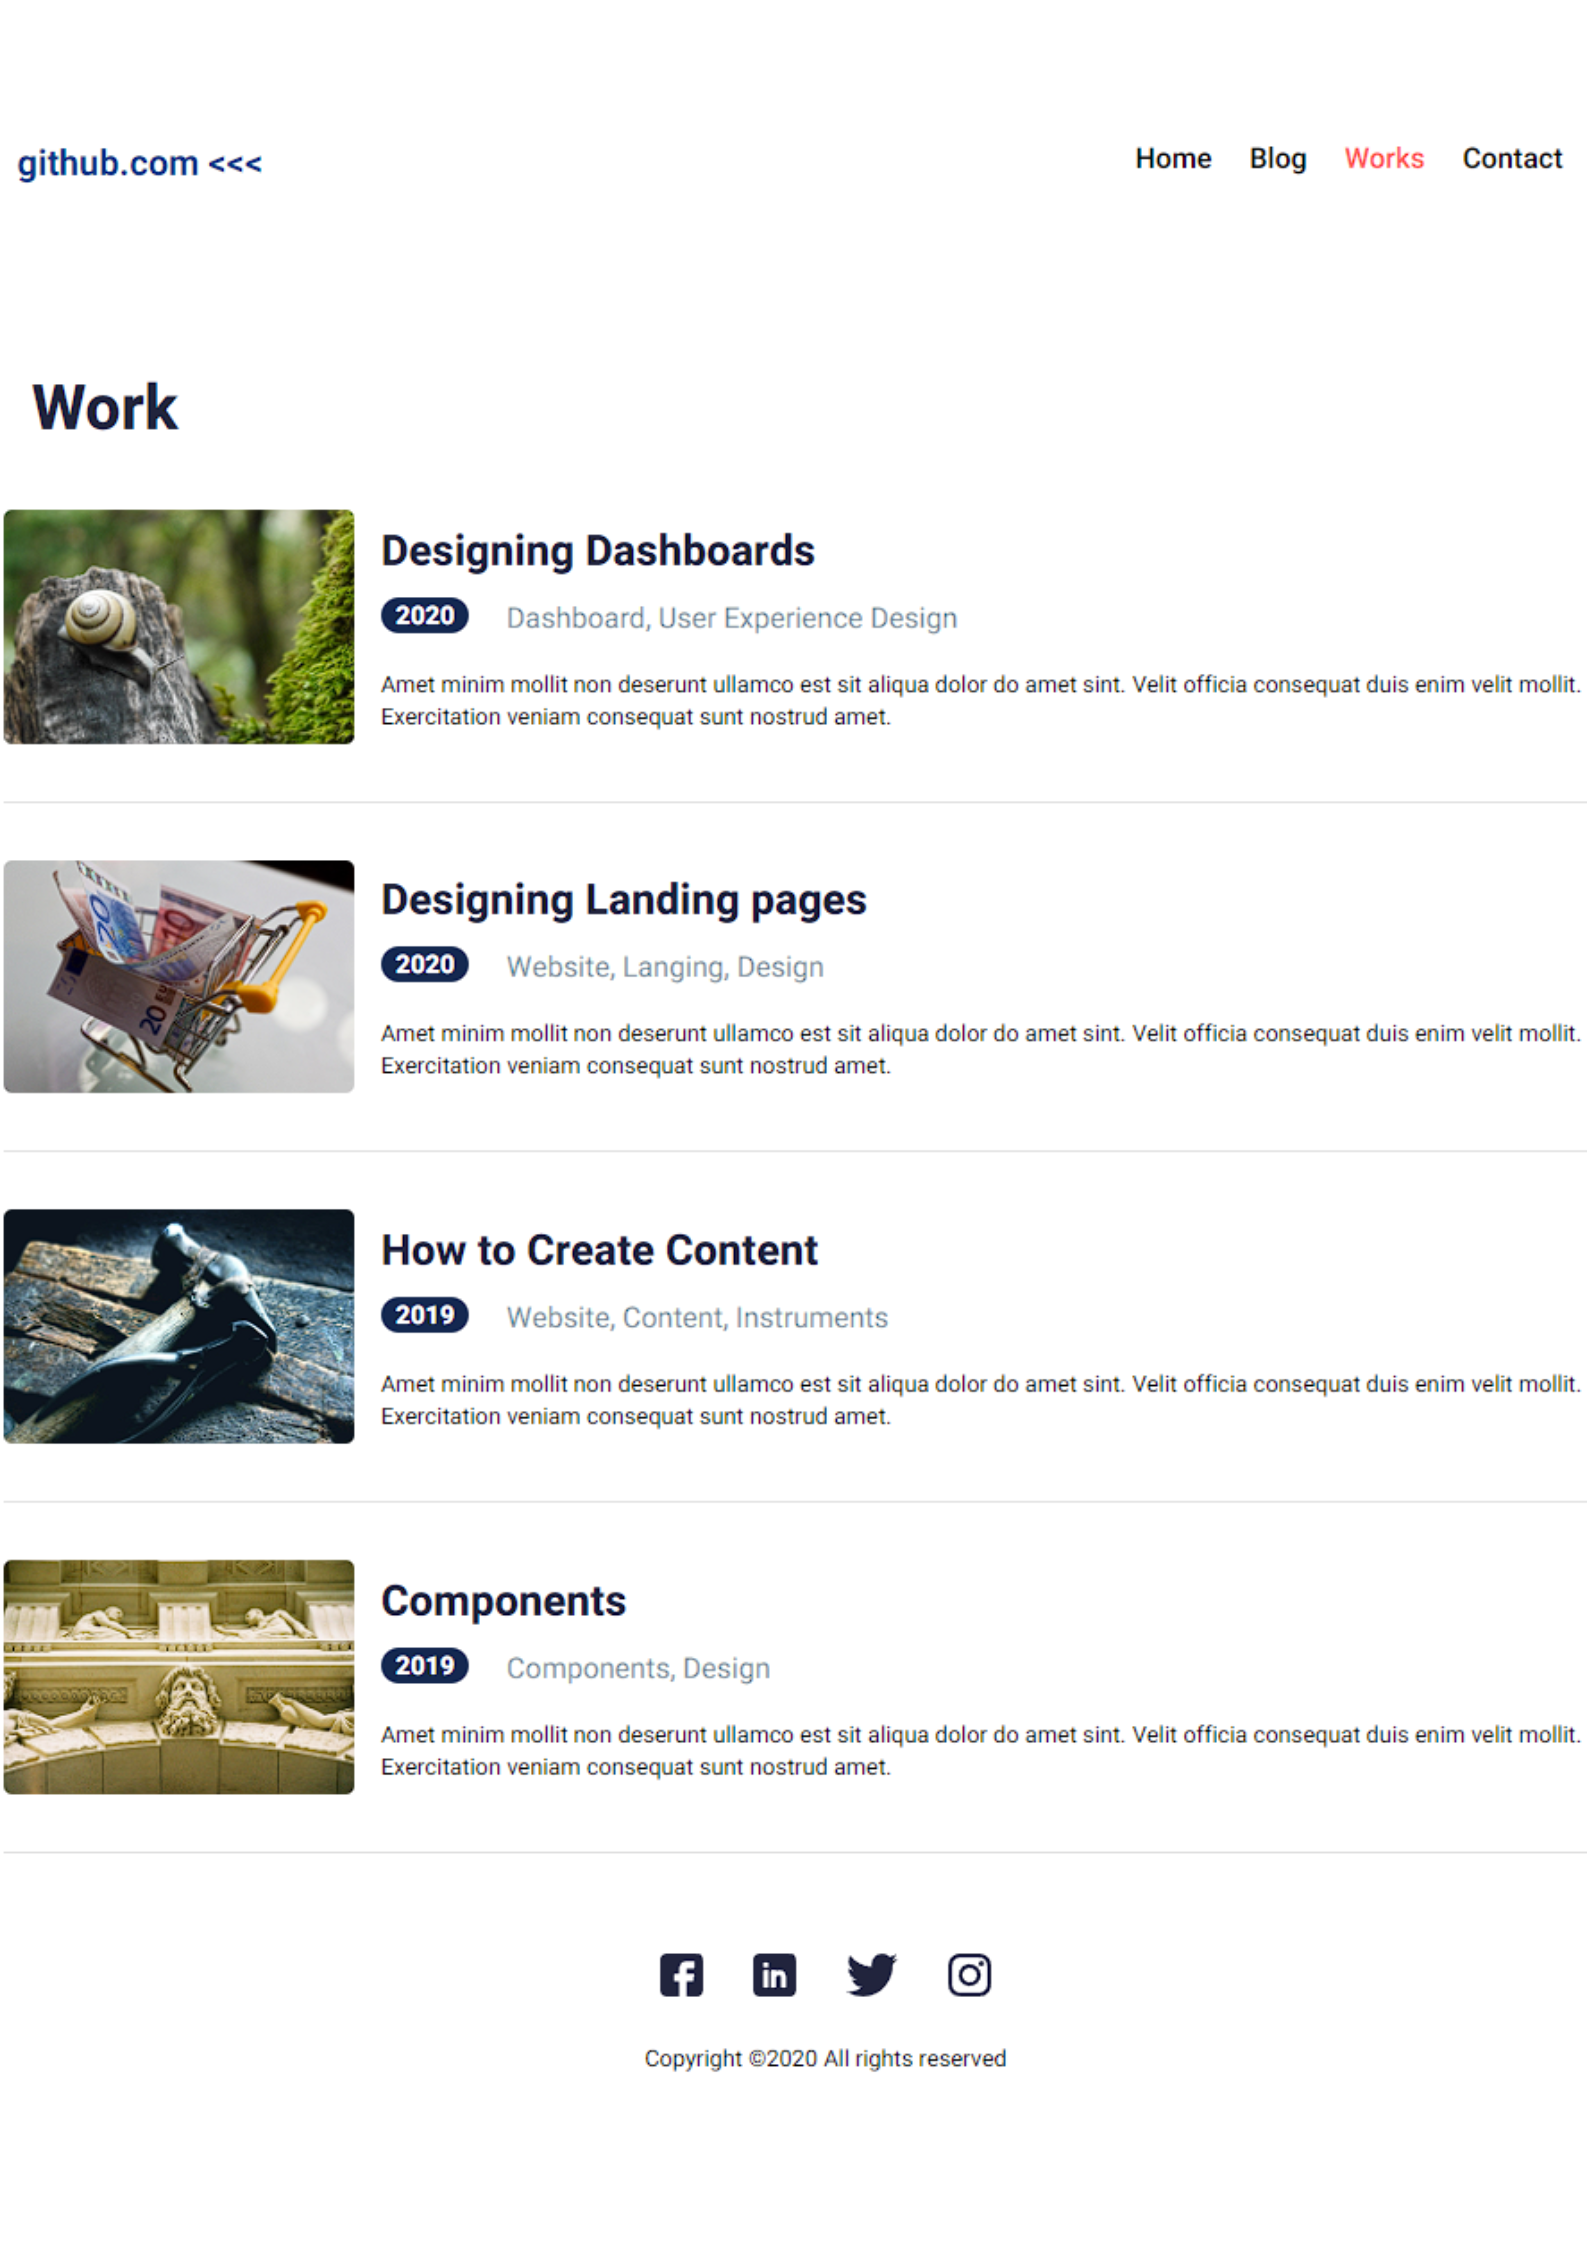 github.com <<<
Home Blog Works Contact
Work
Designing Dashboards
2020 Dashboard, User Experience Design
Amet minim mollit non deserunt ullamco est sit aliqua dolor do amet sint. Velit officia consequat duis enim velit mollit.
Exercitation veniam consequat sunt nostrud amet.
20
10
20
Designing Landing pages
2020 Website, Langing, Design
Amet minim mollit non deserunt ullamco est sit aliqua dolor do amet sint. Velit officia consequat duis enim velit mollit.
Exercitation veniam consequat sunt nostrud amet.
How to Create Content
2019 Website, Content, Instruments
Amet minim mollit non deserunt ullamco est sit aliqua dolor do amet sint. Velit officia consequat duis enim velit mollit.
Exercitation veniam consequat sunt nostrud amet.
Components
2019 Components, Design
Amet minim mollit non deserunt ullamco est sit aliqua dolor do amet sint. Velit officia consequat duis enim velit mollit.
Exercitation veniam consequat sunt nostrud amet.
in
Copyright ©2020 All rights reserved